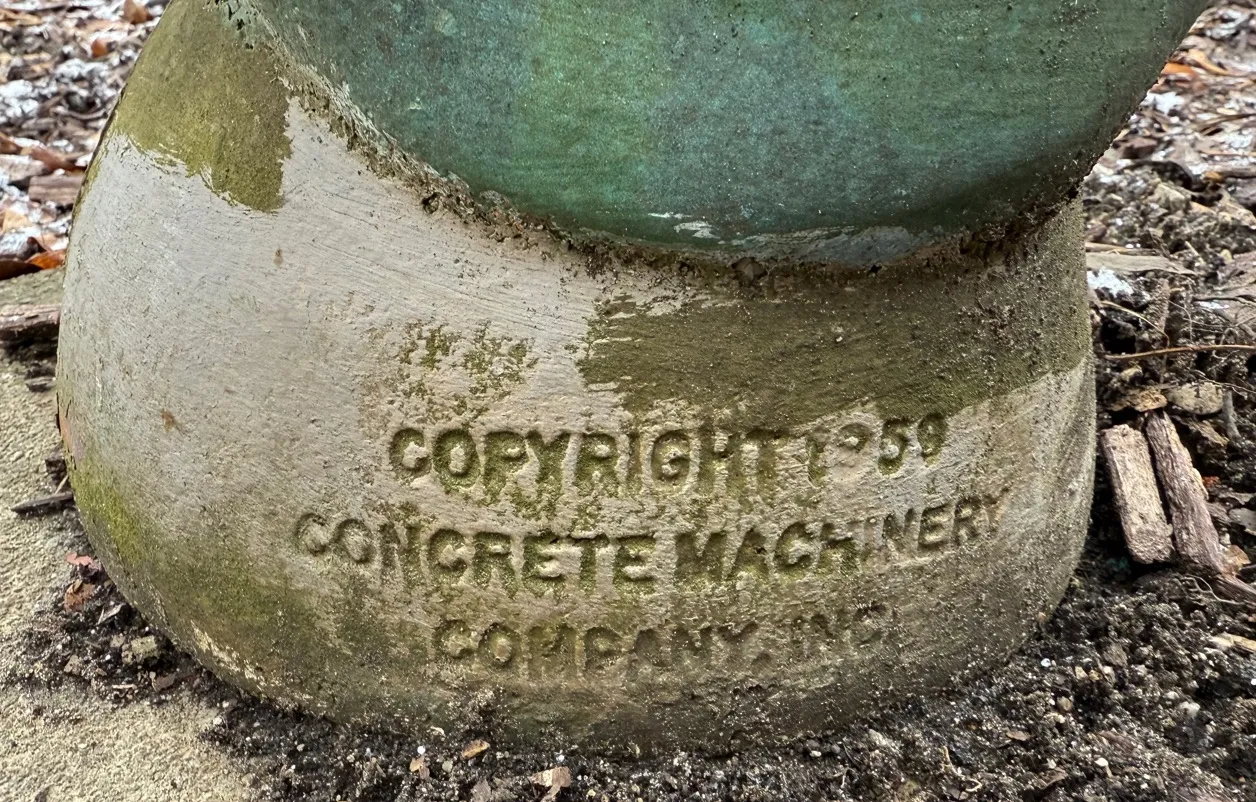 COPYRIGHT 1959
CONCRETE MACHINERY
COMPANY, INC.